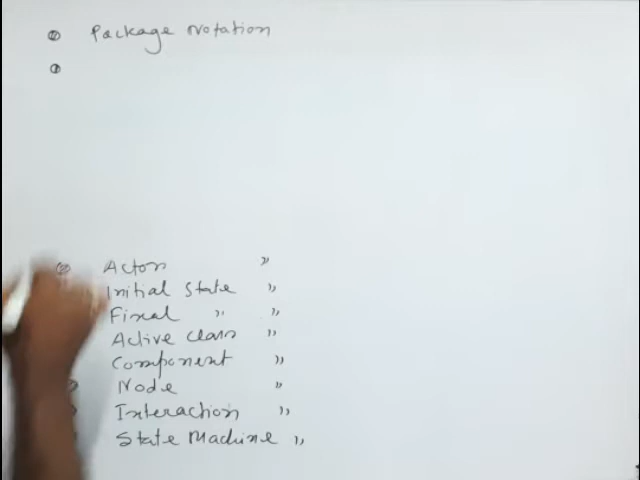 Package Notation
Actor "
Initial State "
Final " "
Active class "
Component "
Node "
Interaction "
State Machine "